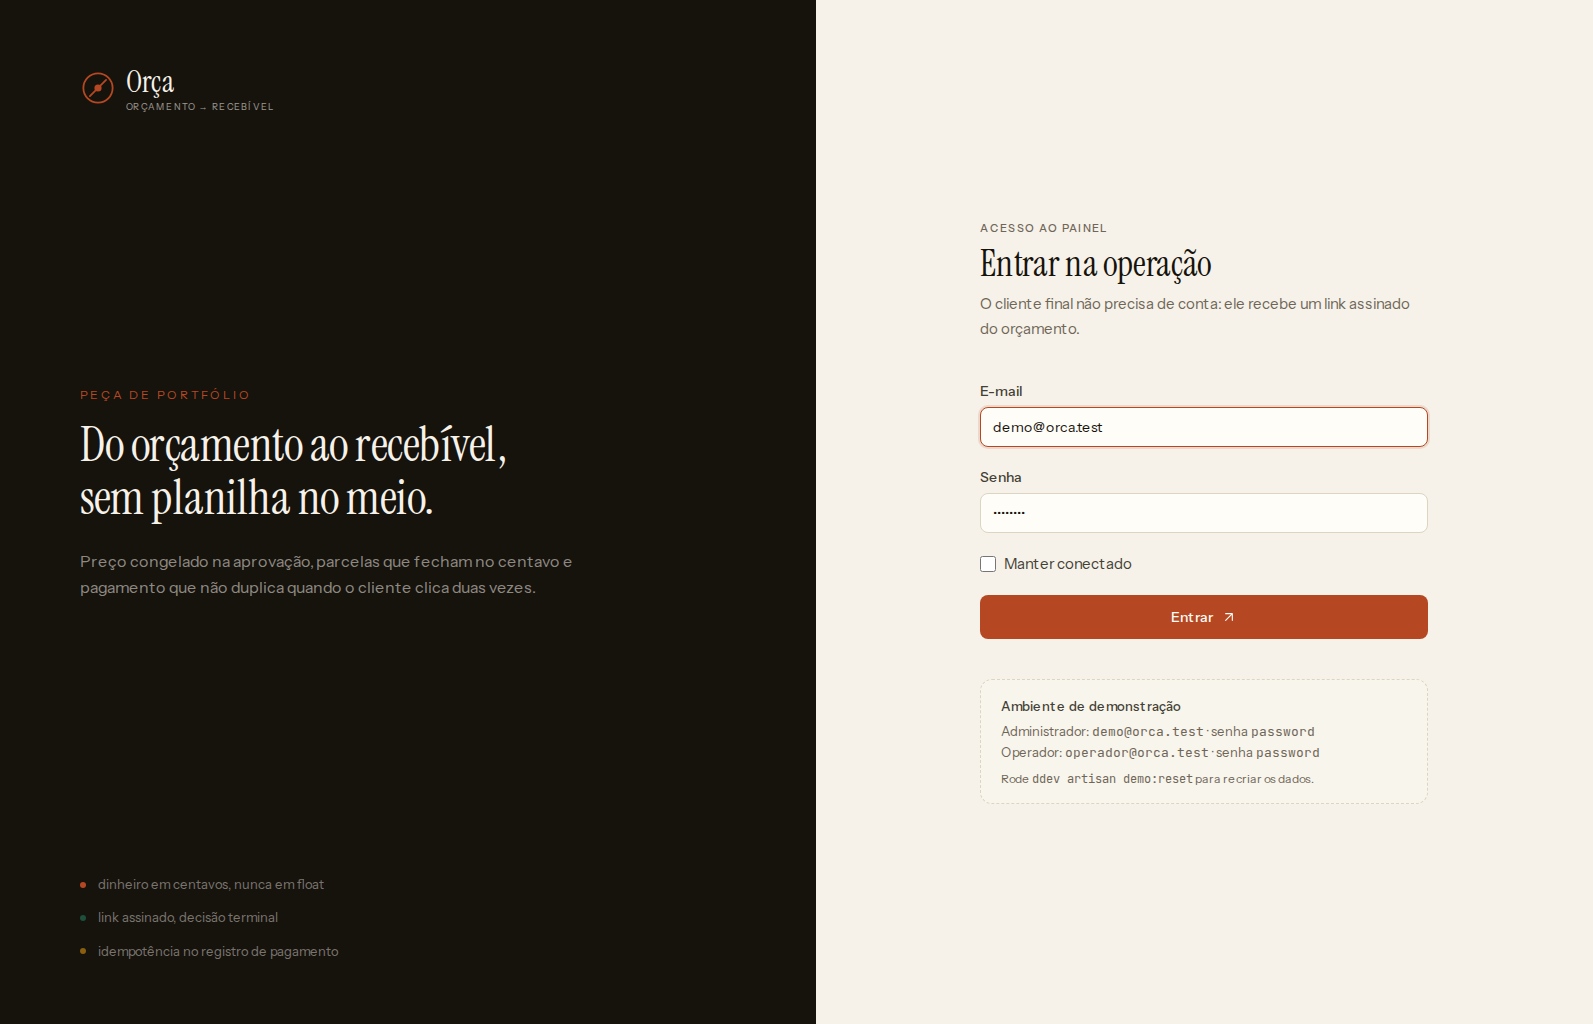 Orça
ORÇAMENTO → RECEBÍVEL
PEÇA DE PORTFÓLIO
Do orçamento ao recebível,
sem planilha no meio.
Preço congelado na aprovação, parcelas que fecham no centavo e
pagamento que não duplica quando o cliente clica duas vezes.
dinheiro em centavos, nunca em float
link assinado, decisão terminal
idempotência no registro de pagamento
ACESSO AO PAINEL
Entrar na operação
O cliente final não precisa de conta: ele recebe um link assinado
do orçamento.
E-mail
demo@orca.test
Senha
••••••••
Manter conectado
Entrar
Ambiente de demonstração
Administrador: demo@orca.test · senha password
Operador: operador@orca.test · senha password
Rode ddev artisan demo:reset para recriar os dados.